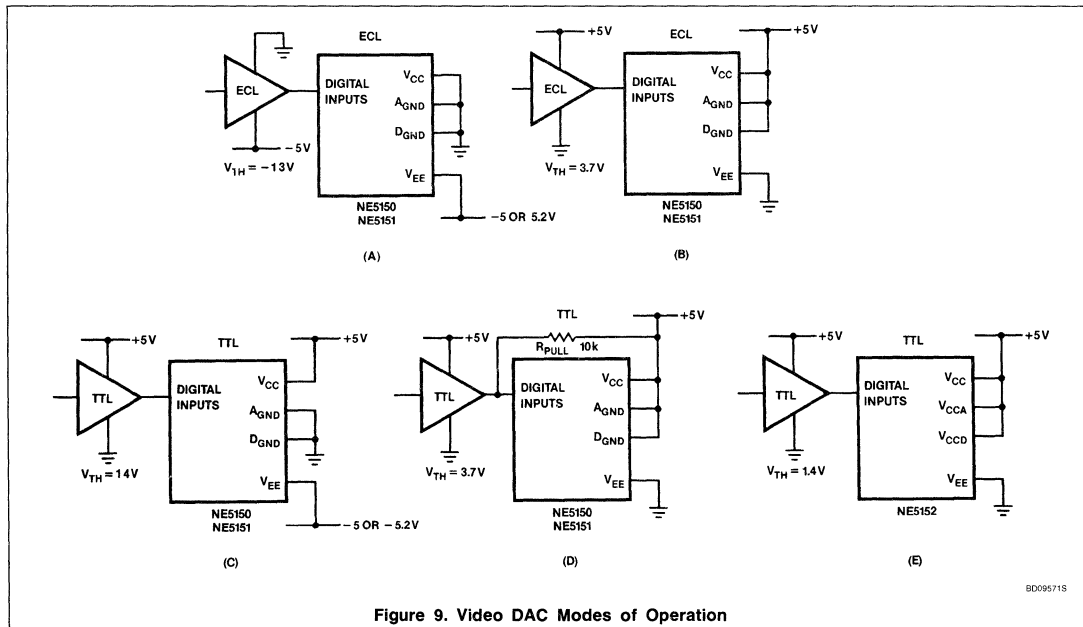 ECL
ECL
DIGITAL INPUTS
VCC
AGND
DGND
VEE
−5V
VTH = −13V
NE5150
NE5151
−5 OR 5.2V
(A)
+5V
ECL
+5V
ECL
DIGITAL INPUTS
VCC
AGND
DGND
VEE
VTH = 3.7V
NE5150
NE5151
(B)
+5V
TTL
+5V
TTL
DIGITAL INPUTS
VCC
AGND
DGND
VEE
VTH = 14V
NE5150
NE5151
−5 OR −5.2V
(C)
+5V
TTL
+5V
RPULL 10k
TTL
DIGITAL INPUTS
VCC
AGND
DGND
VEE
VTH = 3.7V
NE5150
NE5151
(D)
+5V
TTL
+5V
TTL
DIGITAL INPUTS
VCC
VCCA
VCCD
VEE
VTH = 1.4V
NE5152
(E)
BD09571S
Figure 9. Video DAC Modes of Operation